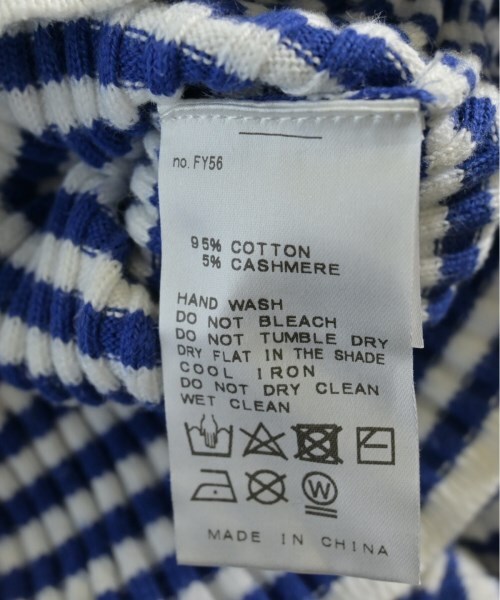 no. FY56
95% COTTON
5% CASHMERE
HAND WASH
DO NOT BLEACH
DO NOT TUMBLE DRY
DRY FLAT IN THE SHADE
COOL IRON
DO NOT DRY CLEAN
WET CLEAN
W
MADE IN CHINA